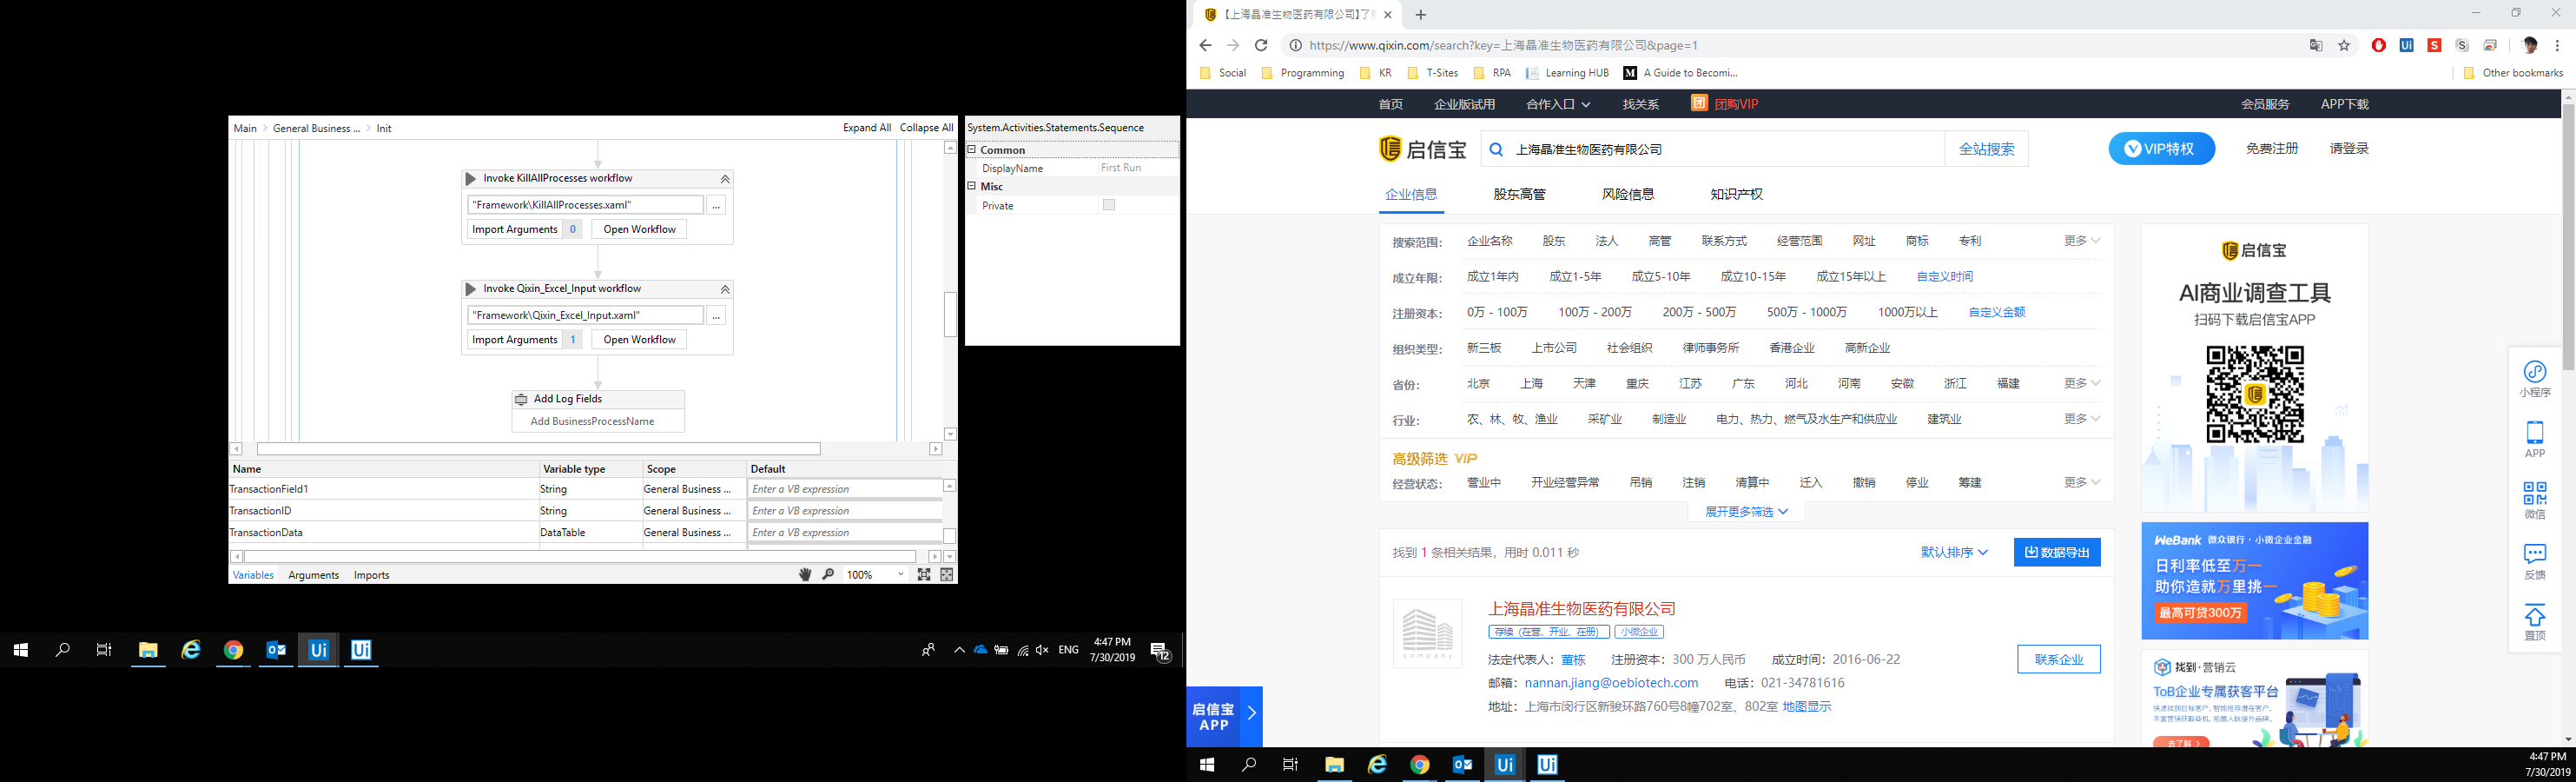 Main > General Business ... > Init
Expand All Collapse All
Invoke KillAllProcesses workflow
"Framework\KillAllProcesses.xaml"
...
Import Arguments 0 Open Workflow
Invoke Qixin_Excel_Input workflow
"Framework\Qixin_Excel_Input.xaml"
...
Import Arguments 1 Open Workflow
Add Log Fields
Add BusinessProcessName
Name Variable type Scope Default
TransactionField1 String General Business ... Enter a VB expression
TransactionID String General Business ... Enter a VB expression
TransactionData DataTable General Business ... Enter a VB expression
Variables Arguments Imports
100%
System.Activities.Statements.Sequence
Common
DisplayName First Run
Misc
Private
ENG
4:47 PM
7/30/2019
12
【上海晶准生物医药有限公司】了
https://www.qixin.com/search?key=上海晶准生物医药有限公司&page=1
Social Programming KR T-Sites RPA Learning HUB A Guide to Becomi... Other bookmarks
首页 企业版试用 合作入口 找关系 团购VIP 会员服务 APP下载
启信宝
上海晶准生物医药有限公司
全站搜索
VIP特权 免费注册 请登录
企业信息 股东高管 风险信息 知识产权
搜索范围: 企业名称 股东 法人 高管 联系方式 经营范围 网址 商标 专利 更多
成立年限: 成立1年内 成立1-5年 成立5-10年 成立10-15年 成立15年以上 自定义时间
注册资本: 0万 - 100万 100万 - 200万 200万 - 500万 500万 - 1000万 1000万以上 自定义金额
组织类型: 新三板 上市公司 社会组织 律师事务所 香港企业 高新企业
省份: 北京 上海 天津 重庆 江苏 广东 河北 河南 安徽 浙江 福建 更多
行业: 农、林、牧、渔业 采矿业 制造业 电力、热力、燃气及水生产和供应业 建筑业 更多
高级筛选 VIP
经营状态: 营业中 开业经营异常 吊销 注销 清算中 迁入 撤销 停业 筹建 更多
展开更多筛选
找到 1 条相关结果，用时 0.011 秒
默认排序
数据导出
company
上海晶准生物医药有限公司
存续（在营、开业、在册） 小微企业
法定代表人：董栋 注册资本：300 万人民币 成立时间：2016-06-22
邮箱：nannan.jiang@oebiotech.com 电话：021-34781616
地址：上海市闵行区新骏环路760号8幢702室、802室 地图显示
联系企业
启信宝
AI商业调查工具
扫码下载启信宝APP
WeBank 微众银行·小微企业金融
日利率低至万一
助你造就万里挑一
最高可贷300万
找到·营销云
ToB企业专属获客平台
去了解 >
小程序
APP
微信
反馈
置顶
启信宝
APP
4:47 PM
7/30/2019